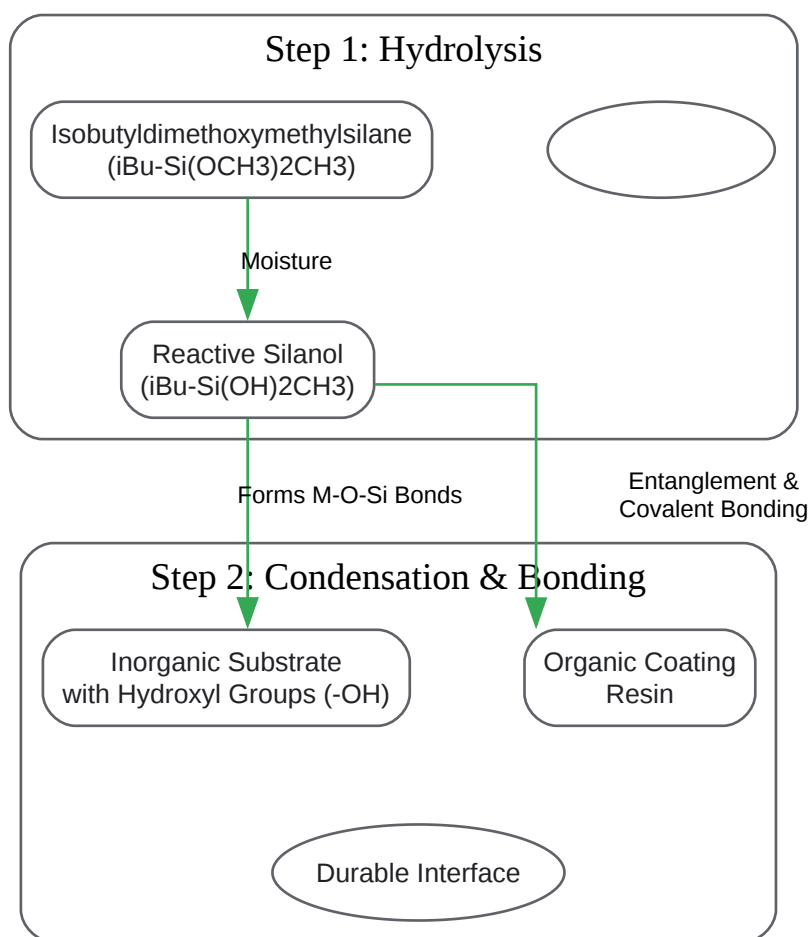 Step 1: Hydrolysis
Isobutyldimethoxymethylsilane
(iBu-Si(OCH3)2CH3)
Moisture
Reactive Silanol
(iBu-Si(OH)2CH3)
Forms M-O-Si Bonds
Entanglement &
Covalent Bonding
Step 2: Condensation & Bonding
Inorganic Substrate
with Hydroxyl Groups (-OH)
Organic Coating
Resin
Durable Interface